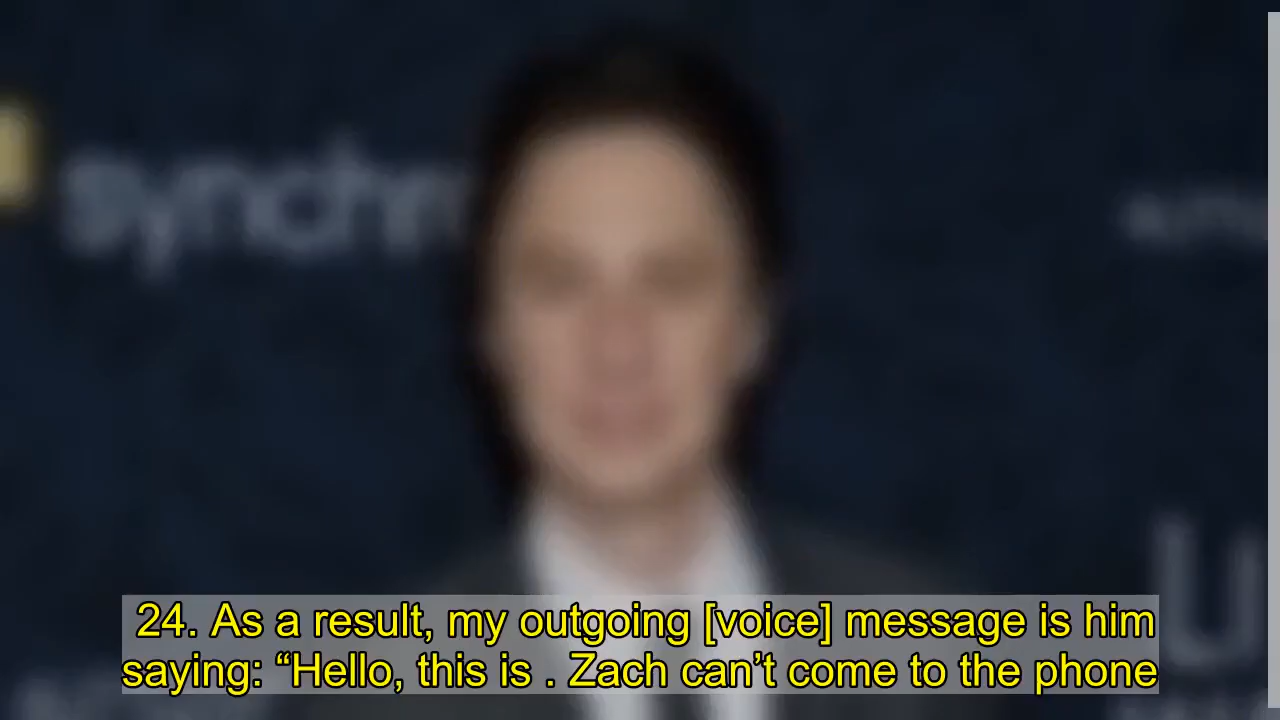 synchr
24. As a result, my outgoing [voice] message is him
saying: “Hello, this is . Zach can’t come to the phone